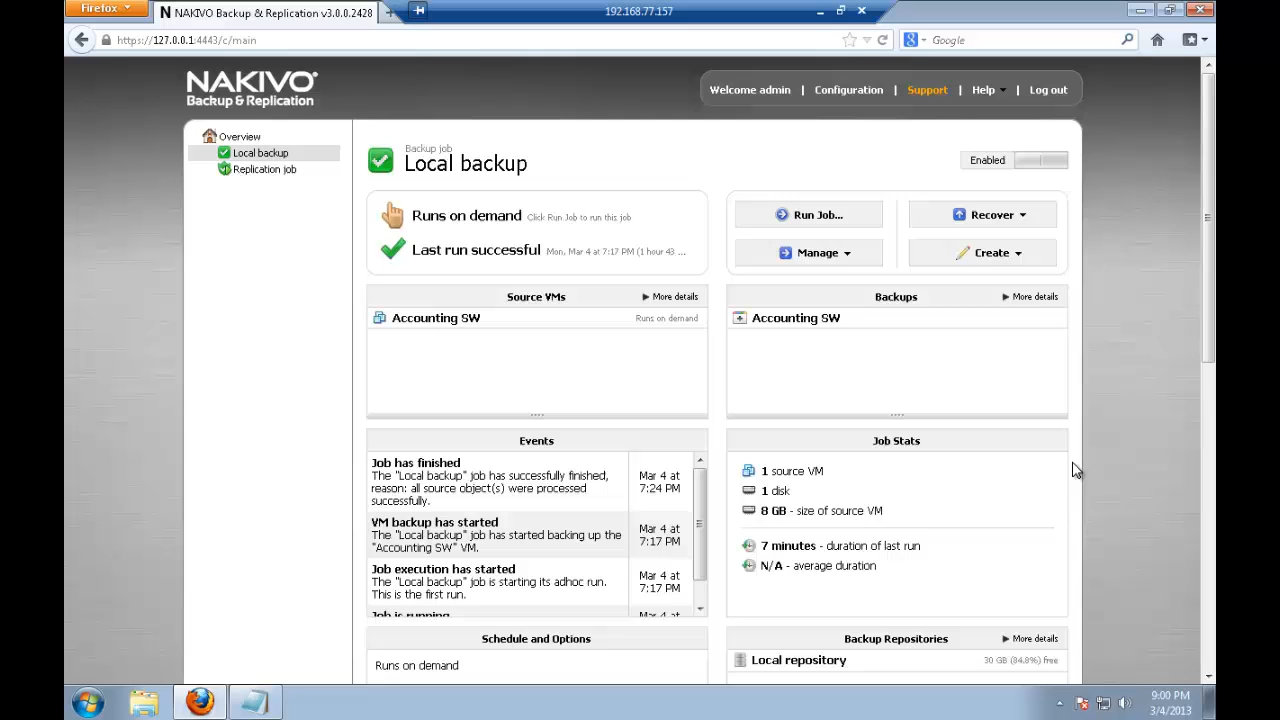 Firefox
NAKIVO Backup & Replication v3.0.0.2428
192.168.77.157
https://127.0.0.1:4443/c/main
Google
NAKIVO
Backup & Replication
Welcome admin | Configuration | Support | Help | Log out
Overview
Local backup
Replication job
Backup job
Local backup
Enabled
Runs on demand Click Run Job to run this job
Last run successful Mon, Mar 4 at 7:17 PM (1 hour 43 ...
Run Job...
Recover
Manage
Create
Source VMs
More details
Accounting SW
Runs on demand
Backups
More details
Accounting SW
Events
Job has finished
The "Local backup" job has successfully finished,
reason: all source object(s) were processed
successfully.
Mar 4 at
7:24 PM
VM backup has started
The "Local backup" job has started backing up the
"Accounting SW" VM.
Mar 4 at
7:17 PM
Job execution has started
The "Local backup" job is starting its adhoc run.
This is the first run.
Mar 4 at
7:17 PM
Job is running
Mar 4 at
Job Stats
1 source VM
1 disk
8 GB - size of source VM
7 minutes - duration of last run
N/A - average duration
Schedule and Options
Runs on demand
Backup Repositories
More details
Local repository
30 GB (84.8%) free
9:00 PM
3/4/2013